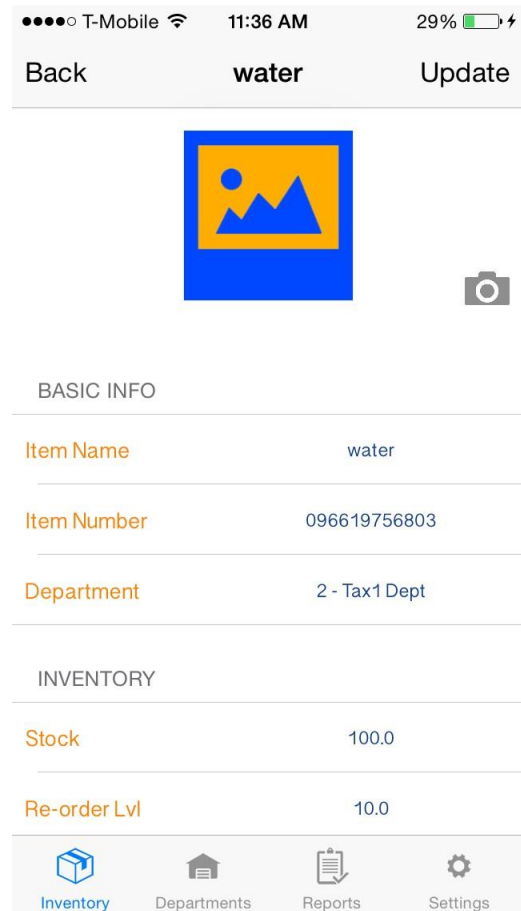 T-Mobile 11:36 AM 29%
Back water Update
BASIC INFO
Item Name water
Item Number 096619756803
Department 2 - Tax1 Dept
INVENTORY
Stock 100.0
Re-order Lvl 10.0
Inventory Departments Reports Settings